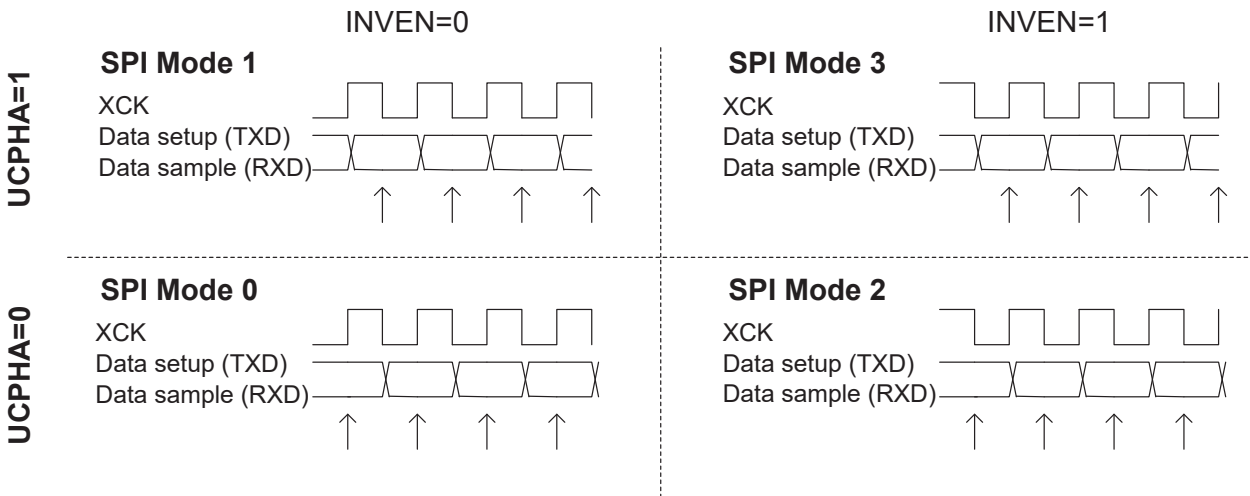 INVEN=0
INVEN=1
UCPHA=1
SPI Mode 1
XCK
Data setup (TXD)
Data sample (RXD)
SPI Mode 3
XCK
Data setup (TXD)
Data sample (RXD)
UCPHA=0
SPI Mode 0
XCK
Data setup (TXD)
Data sample (RXD)
SPI Mode 2
XCK
Data setup (TXD)
Data sample (RXD)